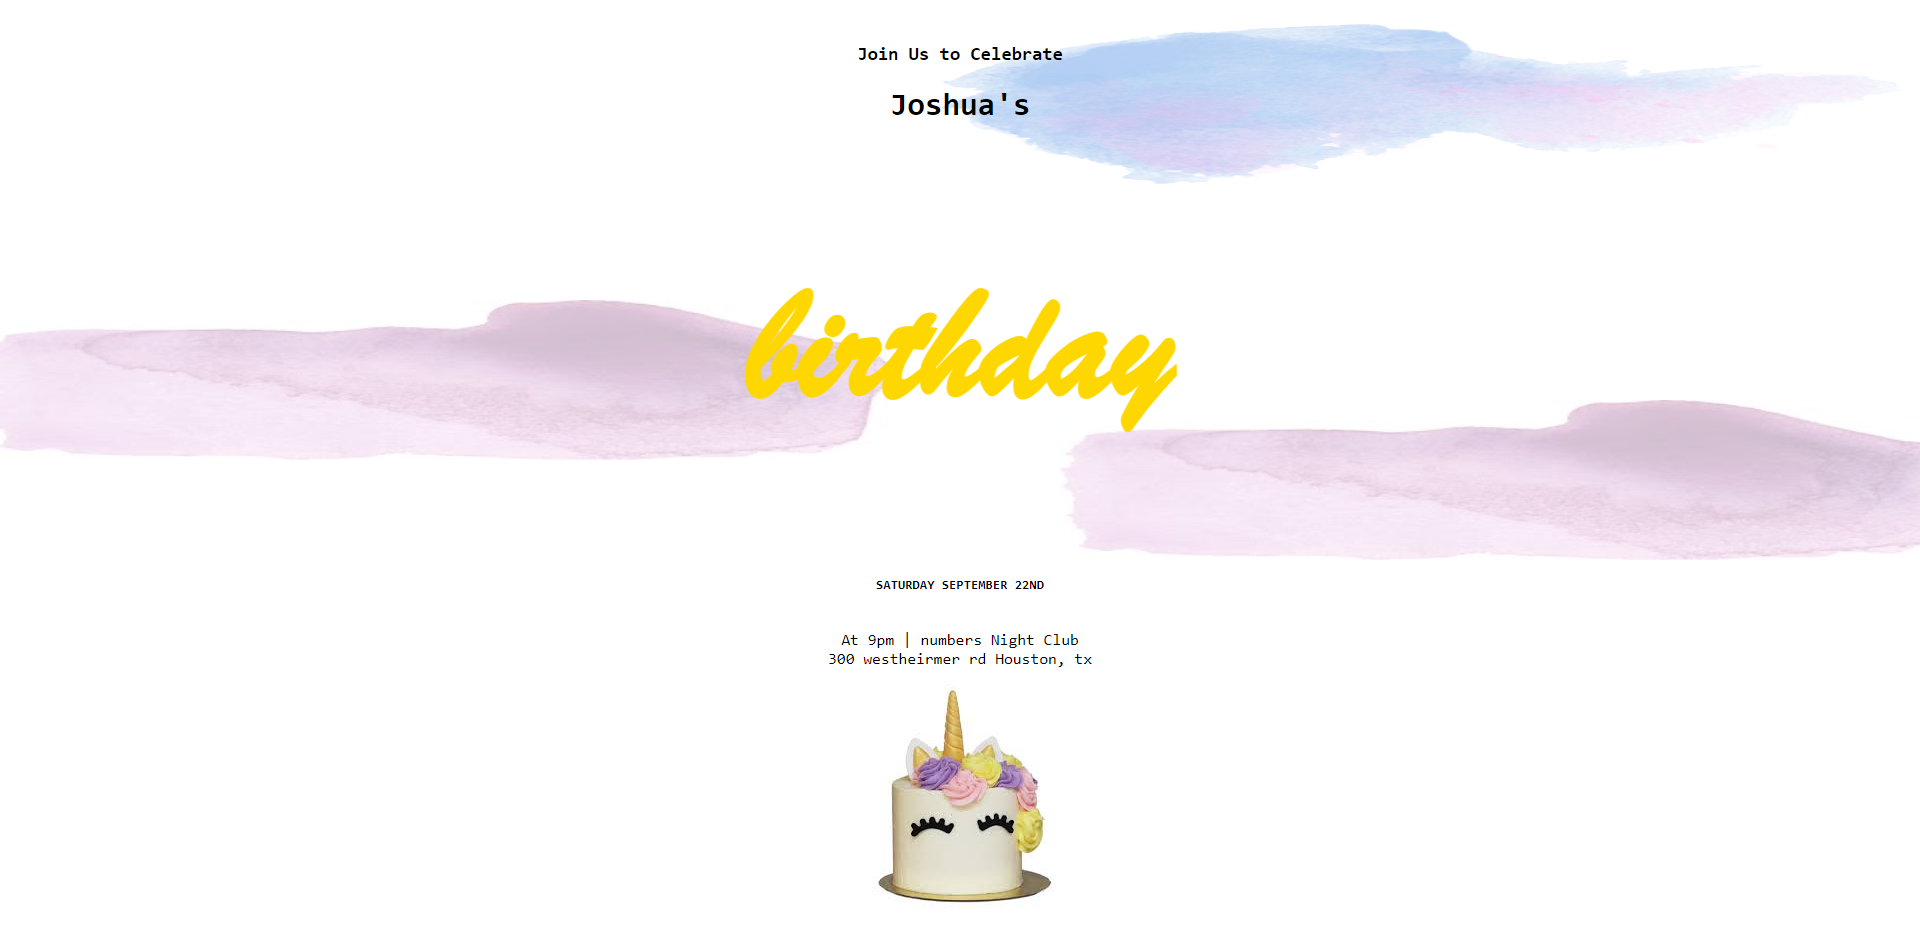 Join Us to Celebrate
Joshua's
birthday
SATURDAY SEPTEMBER 22ND
At 9pm | numbers Night Club
300 westheirmer rd Houston, tx